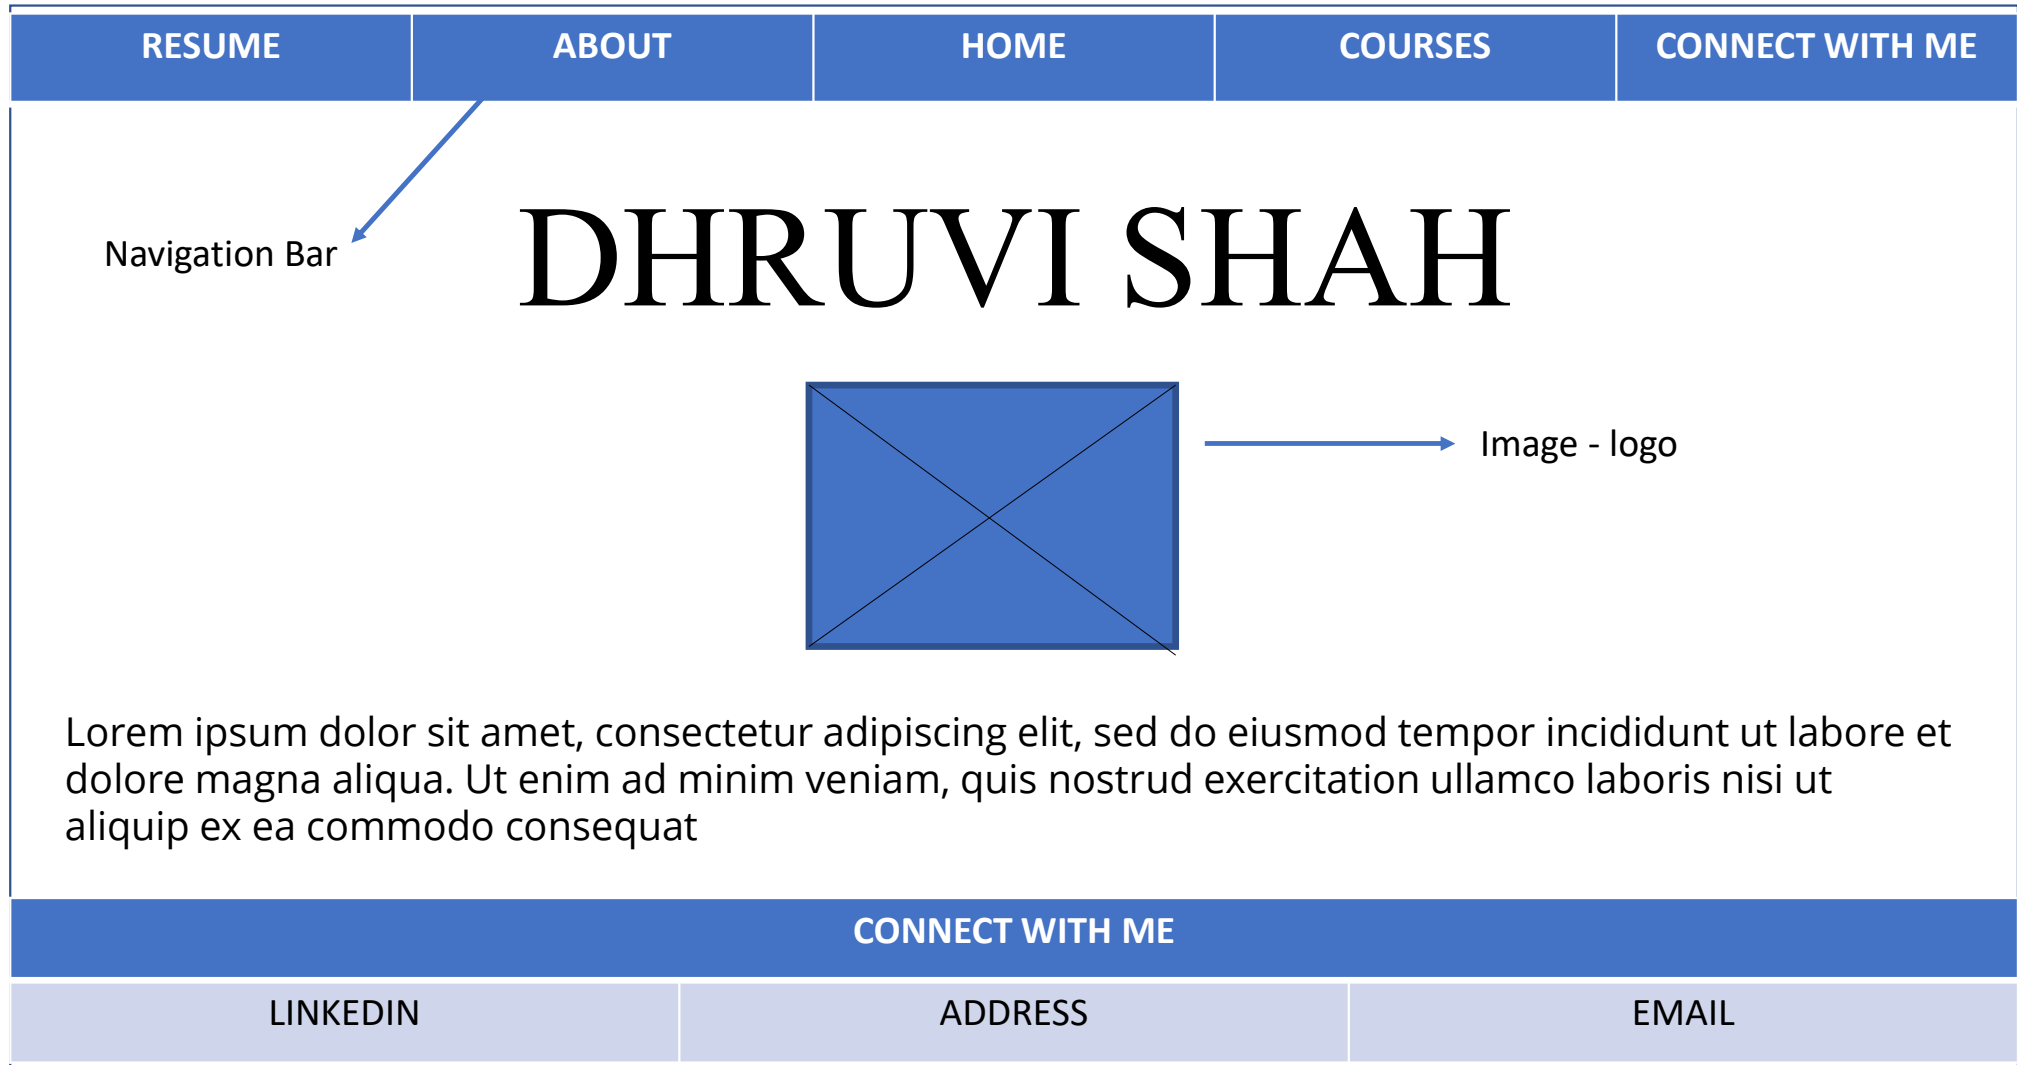 RESUME ABOUT HOME COURSES CONNECT WITH ME
DHRUVI SHAH
Navigation Bar
Image - logo
Lorem ipsum dolor sit amet, consectetur adipiscing elit, sed do eiusmod tempor incididunt ut labore et
dolore magna aliqua. Ut enim ad minim veniam, quis nostrud exercitation ullamco laboris nisi ut
aliquip ex ea commodo consequat
CONNECT WITH ME
LINKEDIN ADDRESS EMAIL